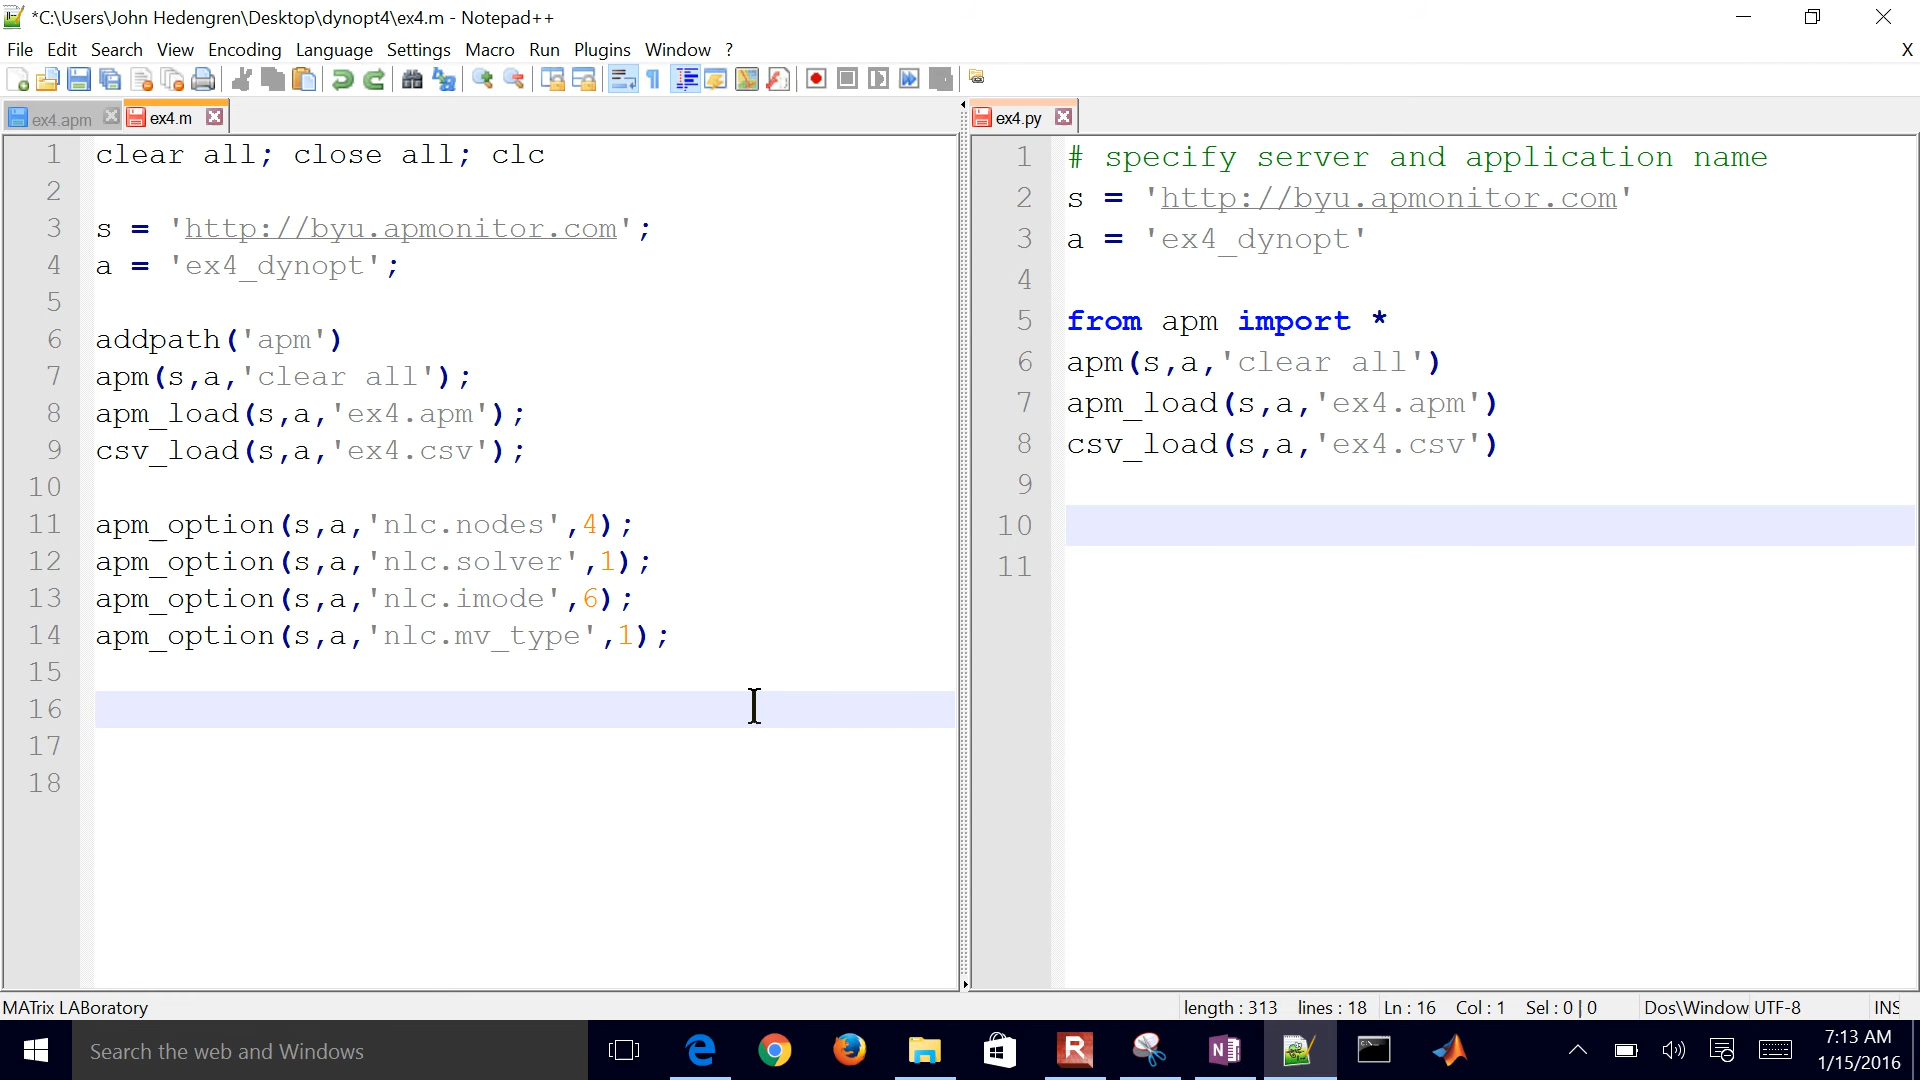 *C:\Users\John Hedengren\Desktop\dynopt4\ex4.m - Notepad++
File Edit Search View Encoding Language Settings Macro Run Plugins Window ? X
ex4.apm ex4.m
1 clear all; close all; clc
2
3 s = 'http://byu.apmonitor.com';
4 a = 'ex4_dynopt';
5
6 addpath('apm')
7 apm(s,a,'clear all');
8 apm_load(s,a,'ex4.apm');
9 csv_load(s,a,'ex4.csv');
10
11 apm_option(s,a,'nlc.nodes',4);
12 apm_option(s,a,'nlc.solver',1);
13 apm_option(s,a,'nlc.imode',6);
14 apm_option(s,a,'nlc.mv_type',1);
15
16
17
18
ex4.py
1 # specify server and application name
2 s = 'http://byu.apmonitor.com'
3 a = 'ex4_dynopt'
4
5 from apm import *
6 apm(s,a,'clear all')
7 apm_load(s,a,'ex4.apm')
8 csv_load(s,a,'ex4.csv')
9
10
11
MATrix LABoratory length : 313 lines : 18 Ln : 16 Col : 1 Sel : 0 | 0 Dos\Window UTF-8 INS
Search the web and Windows
7:13 AM
1/15/2016